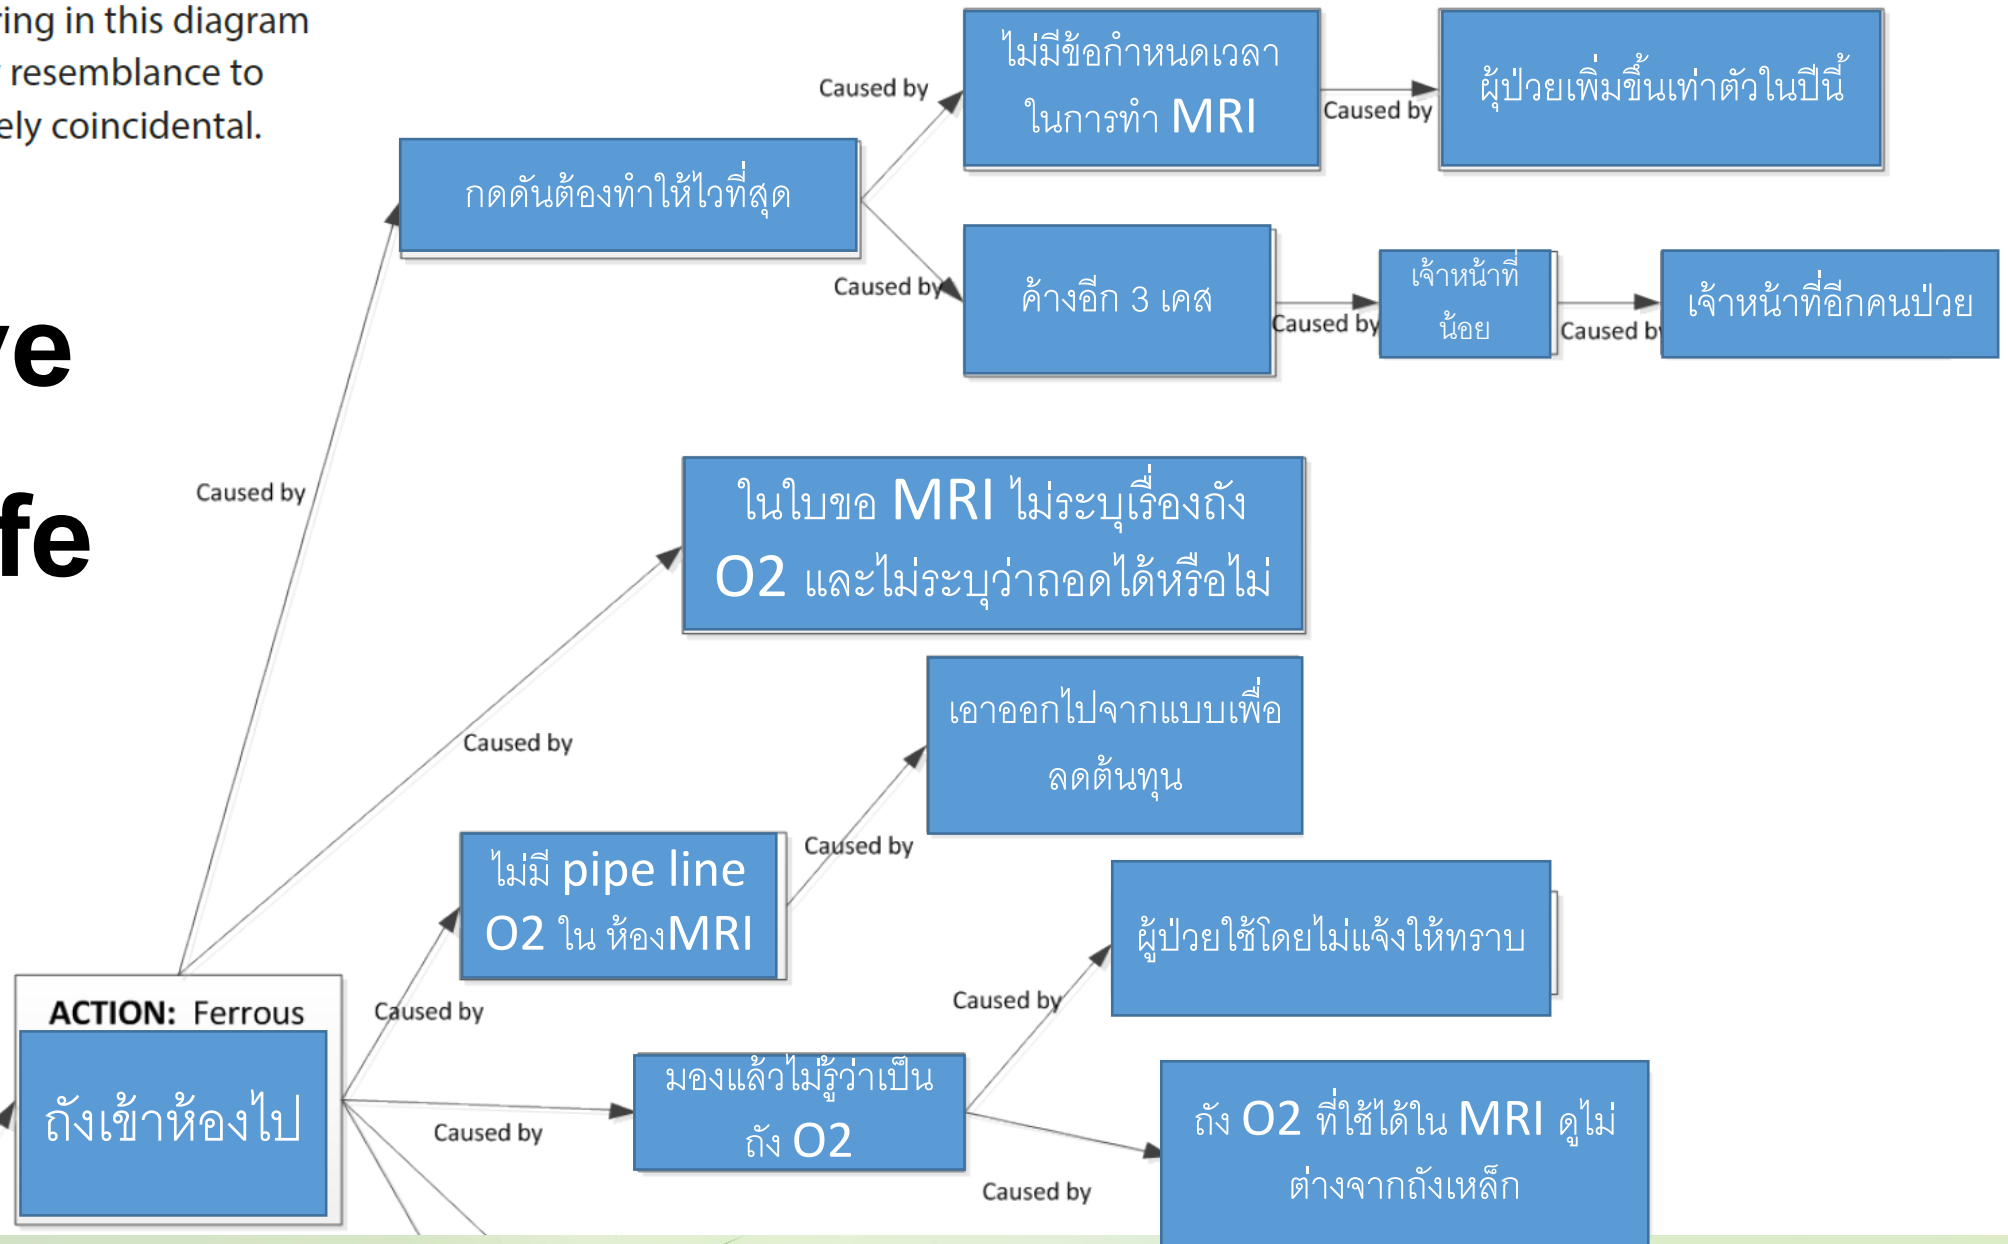 ring in this diagram
resemblance to
ely coincidental.
Caused by
ไม่มีข้อกำหนดเวลา
ในการทำ MRI
Caused by
ผุ้ป่วยเพิ่มขึ้นเท่าตัวในปีนี้
กดดันต้องทำให้ไวที่สุด
Caused by
ค้างอีก 3 เคส
Caused by
เจ้าหน้าที่
น้อย
Caused by
เจ้าหน้าที่อีกคนป่วย
ve
fe
Caused by
ในใบขอ MRI ไม่ระบุเรื่องถัง
O2 และไม่ระบุว่าถอดได้หรือไม่
Caused by
เอาออกไปจากแบบเพื่อ
ลดต้นทุน
Caused by
ไม่มี pipe line
O2 ใน ห้องMRI
Caused by
ผู้ป่วยใช้โดยไม่แจ้งให้ทราบ
Caused by
ACTION: Ferrous
ถังเข้าห้องไป
Caused by
มองแล้วไม่รู้ว่าเป็น
ถัง O2
Caused by
ถัง O2 ที่ใช้ได้ใน MRI ดูไม่
ต่างจากถังเหล็ก